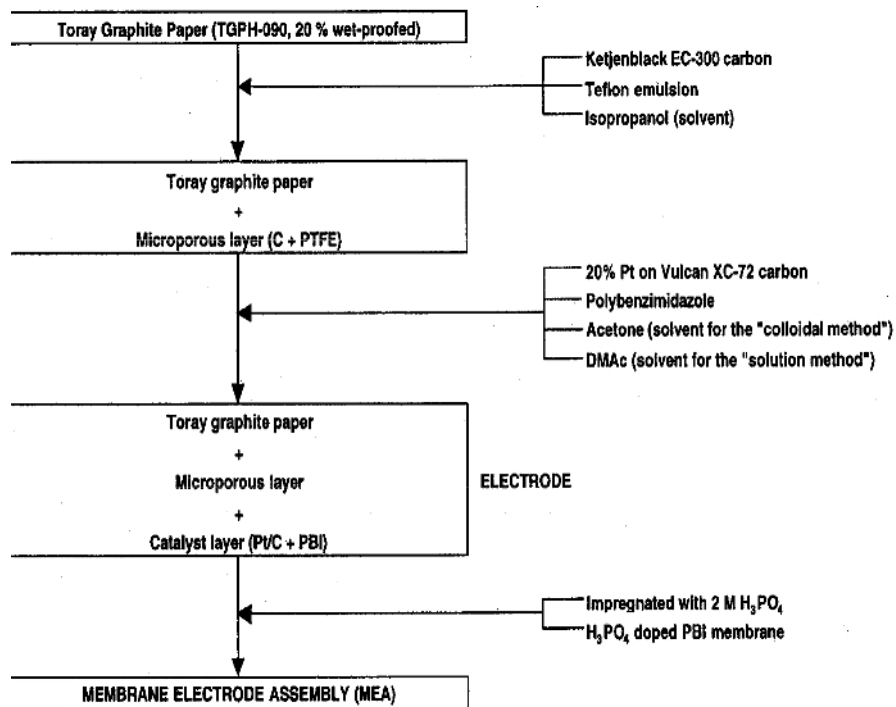 Toray Graphite Paper (TGPH-090, 20 % wet-proofed)
Ketjenblack EC-300 carbon
Teflon emulsion
Isopropanol (solvent)
Toray graphite paper
+
Microporous layer (C + PTFE)
20% Pt on Vulcan XC-72 carbon
Polybenzimidazole
Acetone (solvent for the "colloidal method")
DMAc (solvent for the "solution method")
Toray graphite paper
+
Microporous layer
+
Catalyst layer (Pt/C + PBI)
ELECTRODE
Impregnated with 2 M H₃PO₄
H₃PO₄ doped PBI membrane
MEMBRANE ELECTRODE ASSEMBLY (MEA)